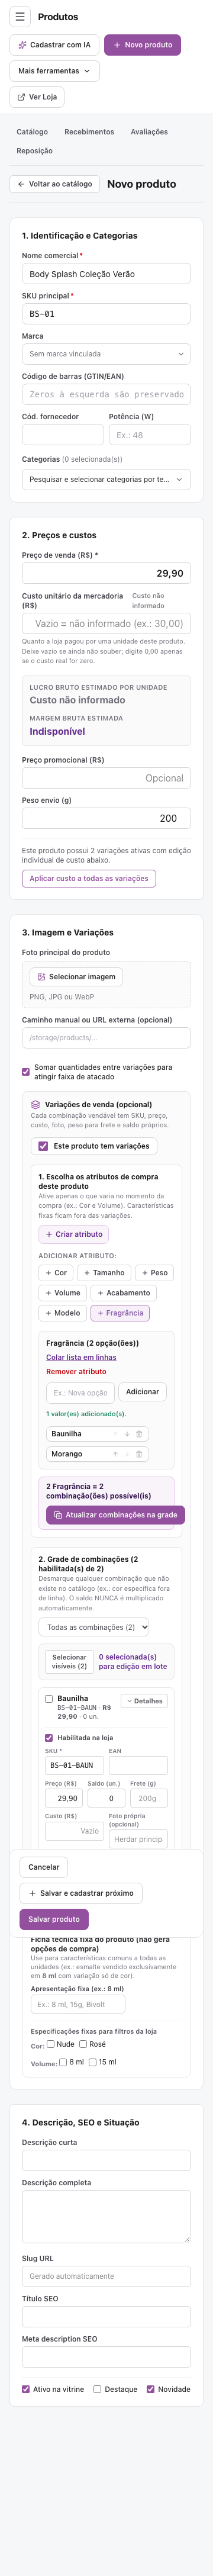 Produtos
Cadastrar com IA
Novo produto
Mais ferramentas
Ver Loja
Catálogo Recebimentos Avaliações
Reposição
Voltar ao catálogo Novo produto
1. Identificação e Categorias
Nome comercial*
Body Splash Coleção Verão
SKU principal*
BS-01
Marca
Sem marca vinculada
Código de barras (GTIN/EAN)
Zeros à esquerda são preservado
Cód. fornecedor Potência (W)
Ex.: 48
Categorias (0 selecionada(s))
Pesquisar e selecionar categorias por te...
2. Preços e custos
Preço de venda (R$) *
29,90
Custo unitário da mercadoria (R$) Custo não informado
Vazio = não informado (ex.: 30,00)
Quanto a loja pagou por uma unidade deste produto.
Deixe vazio se ainda não souber; digite 0,00 apenas
se o custo real for zero.
LUCRO BRUTO ESTIMADO POR UNIDADE
Custo não informado
MARGEM BRUTA ESTIMADA
Indisponível
Preço promocional (R$)
Opcional
Peso envio (g)
200
Este produto possui 2 variações ativas com edição
individual de custo abaixo.
Aplicar custo a todas as variações
3. Imagem e Variações
Foto principal do produto
Selecionar imagem
PNG, JPG ou WebP
Caminho manual ou URL externa (opcional)
/storage/products/...
Somar quantidades entre variações para
atingir faixa de atacado
Variações de venda (opcional)
Cada combinação vendável tem SKU, preço,
custo, foto, peso para frete e saldo próprios.
Este produto tem variações
1. Escolha os atributos de compra
deste produto
Ative apenas o que varia no momento da
compra (ex.: Cor e Volume). Características
fixas ficam fora das variações.
Criar atributo
ADICIONAR ATRIBUTO:
+ Cor + Tamanho + Peso
+ Volume + Acabamento
+ Modelo + Fragrância
Fragrância (2 opção(ões))
Colar lista em linhas
Remover atributo
Ex.: Nova opção Adicionar
1 valor(es) adicionado(s).
Baunilha ↑ ↓
Morango ↑ ↓
2 Fragrância = 2
combinação(ões) possível(is)
Atualizar combinações na grade
2. Grade de combinações (2
habilitada(s) de 2)
Desmarque qualquer combinação que não
existe no catálogo (ex.: cor específica fora
de linha). O saldo NUNCA é multiplicado
automaticamente.
Todas as combinações (2)
Selecionar
visíveis (2)
0 selecionada(s)
para edição em lote
Baunilha
BS-01-BAUN · R$
29,90 · 0 un.
Detalhes
Habilitada na loja
SKU * EAN
BS-01-BAUN
Preço (R$) Saldo (un.) Frete (g)
29,90 0 200g
Custo (R$) Foto própria
(opcional)
Vazio Herdar princip
Cancelar
Salvar e cadastrar próximo
Salvar produto
Ficha técnica fixa do produto (não gera
opções de compra)
Use para características comuns a todas as
unidades (ex.: esmalte vendido exclusivamente
em 8 ml com variação só de cor).
Apresentação fixa (ex.: 8 ml)
Ex.: 8 ml, 15g, Bivolt
Especificações fixas para filtros da loja
Cor: Nude Rosé
Volume: 8 ml 15 ml
4. Descrição, SEO e Situação
Descrição curta
Descrição completa
Slug URL
Gerado automaticamente
Título SEO
Meta description SEO
Ativo na vitrine Destaque Novidade